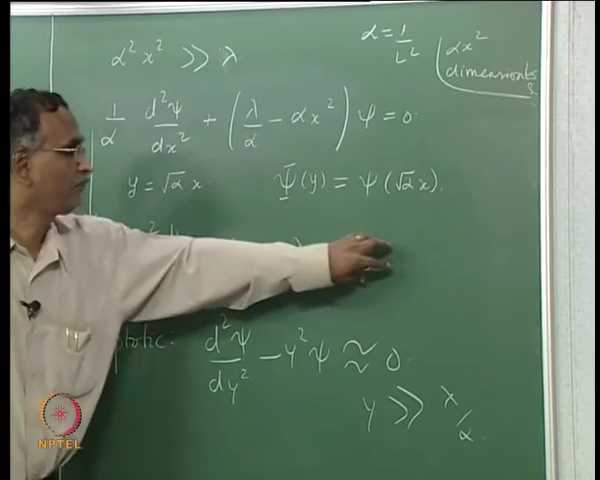 α²x² >> λ
α = 1/L²
αx²
dimensionless
1/α d²ψ/dx² + (λ/α − αx²) ψ = 0.
y = √α x
Ψ̄(y) = ψ(√α x).
d²ψ/dy² − y²ψ ≈ 0.
y >> λ/α.
NPTEL